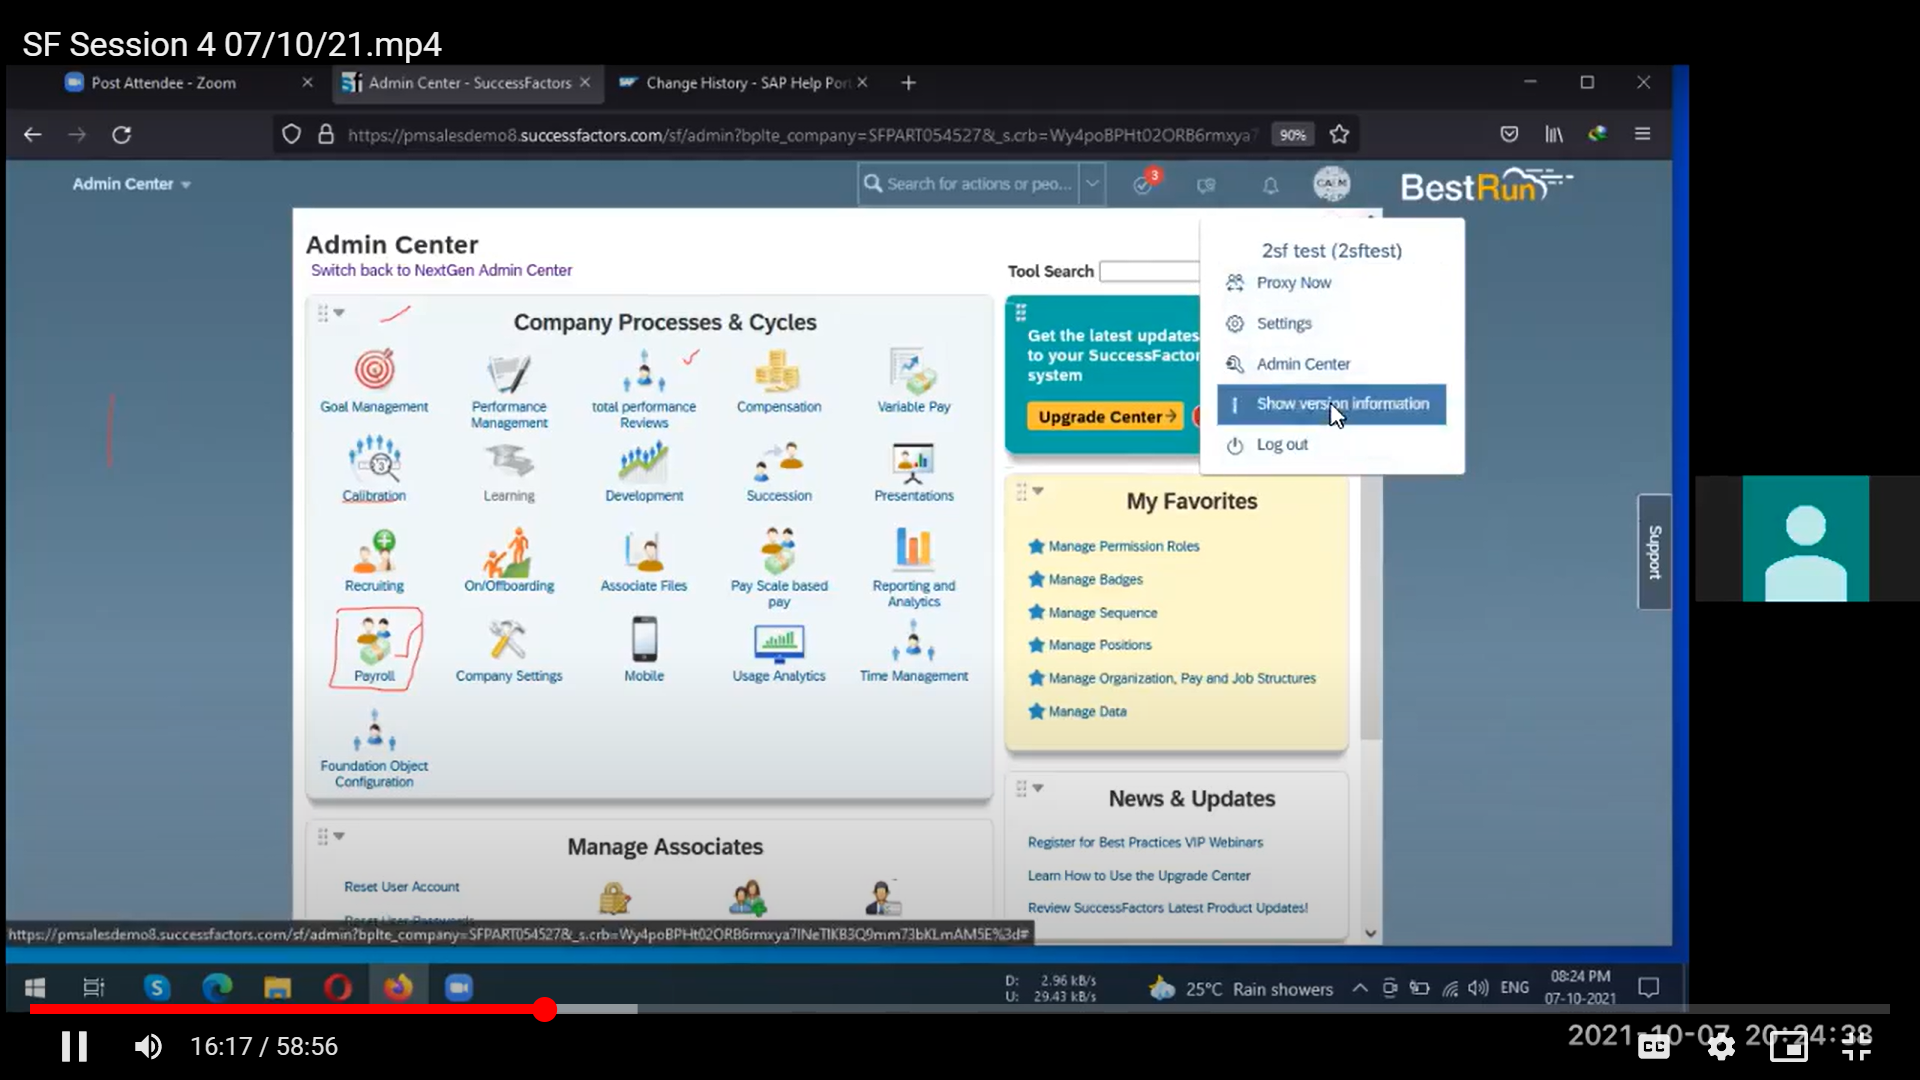 SF Session 4 07/10/21.mp4
Post Attendee - Zoom
Admin Center - SuccessFactors
Change History - SAP Help Por
https://pmsalesdemo8.successfactors.com/sf/admin?bplte_company=SFPART054527&_s.crb=Wy4poBPHt02ORB6rmxya7
90%
Admin Center
Search for actions or peo...
3
CALM
BestRun
Admin Center
Switch back to NextGen Admin Center
Tool Search
2sf test (2sftest)
Proxy Now
Settings
Admin Center
Show version information
Log out
Company Processes & Cycles
Goal Management
Performance Management
total performance Reviews
Compensation
Variable Pay
Calibration
Learning
Development
Succession
Presentations
Recruiting
On/Offboarding
Associate Files
Pay Scale based pay
Reporting and Analytics
Payroll
Company Settings
Mobile
Usage Analytics
Time Management
Foundation Object Configuration
Get the latest updates
to your SuccessFactor
system
Upgrade Center
My Favorites
Manage Permission Roles
Manage Badges
Manage Sequence
Manage Positions
Manage Organization, Pay and Job Structures
Manage Data
Support
News & Updates
Register for Best Practices VIP Webinars
Learn How to Use the Upgrade Center
Review SuccessFactors Latest Product Updates!
Manage Associates
Reset User Account
Reset User Passwords
https://pmsalesdemo8.successfactors.com/sf/admin?bplte_company=SFPART054527&_s.crb=Wy4poBPHt02ORB6rmxya7lNeTlKB3Q9mm73bKLmAM5E%3d#
D: 2.96 kB/s
U: 29.43 kB/s
25°C Rain showers
ENG
08:24 PM
07-10-2021
16:17 / 58:56
2021-10-07 20:24:38
CC